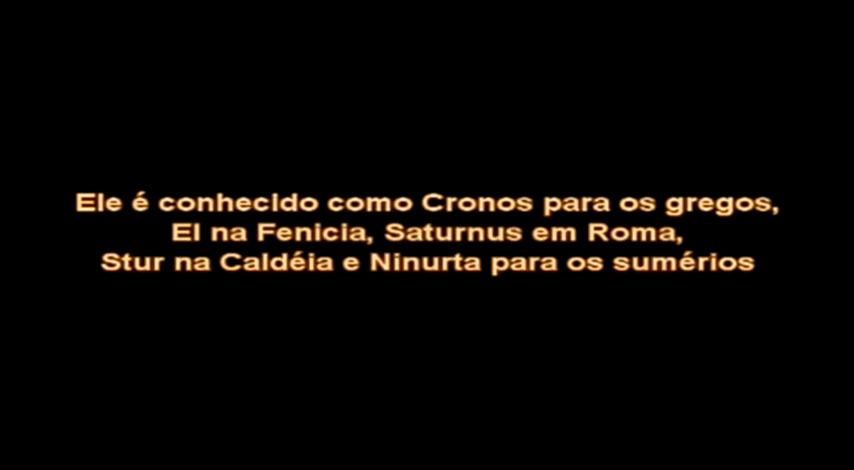 Ele é conhecido como Cronos para os gregos,
El na Fenicia, Saturnus em Roma,
Stur na Caldéia e Ninurta para os sumérios